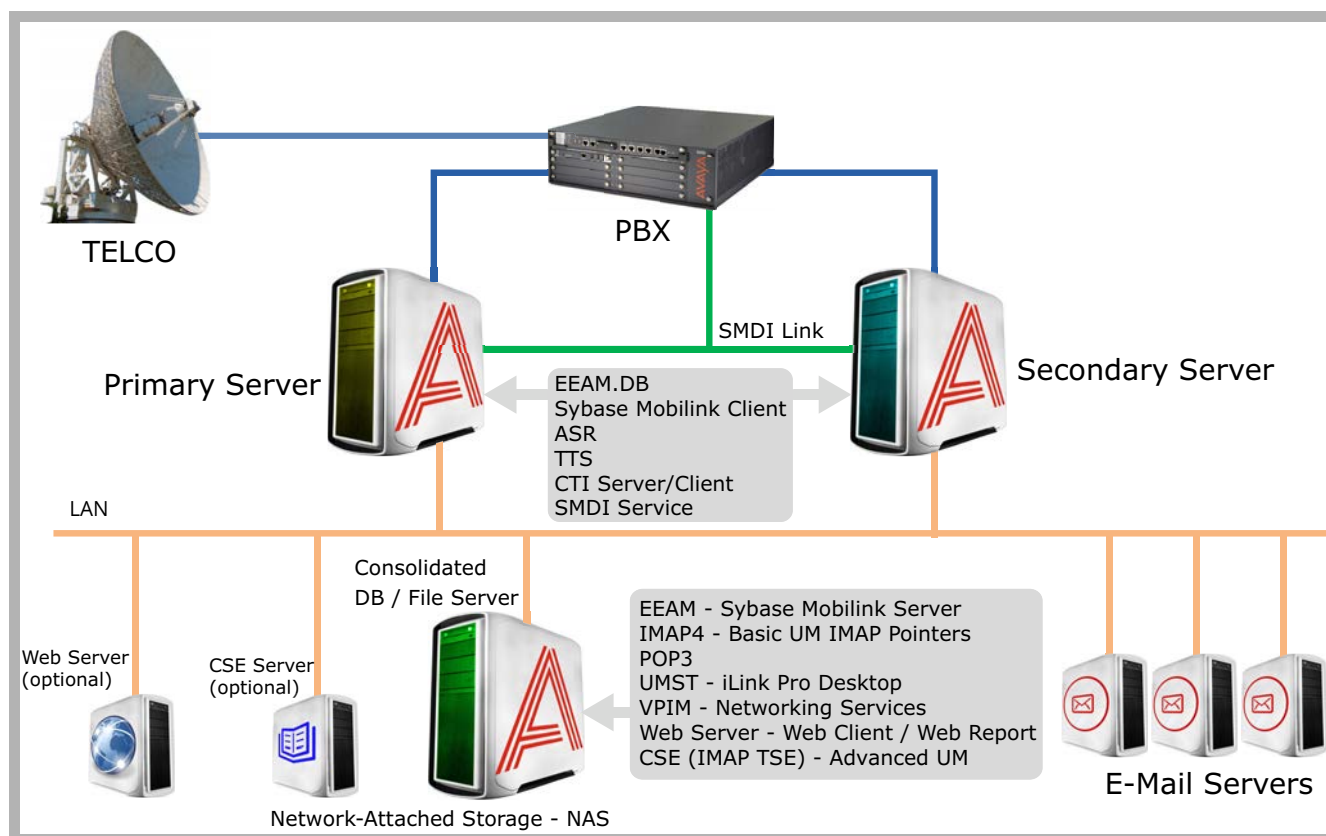 AVAYA
PBX
TELCO
SMDI Link
Primary Server
Secondary Server
EEAM.DB
Sybase Mobilink Client
ASR
TTS
CTI Server/Client
SMDI Service
LAN
Consolidated
DB / File Server
EEAM - Sybase Mobilink Server
IMAP4 - Basic UM IMAP Pointers
POP3
UMST - iLink Pro Desktop
VPIM - Networking Services
Web Server - Web Client / Web Report
CSE (IMAP TSE) - Advanced UM
Web Server
(optional)
CSE Server
(optional)
E-Mail Servers
Network-Attached Storage - NAS